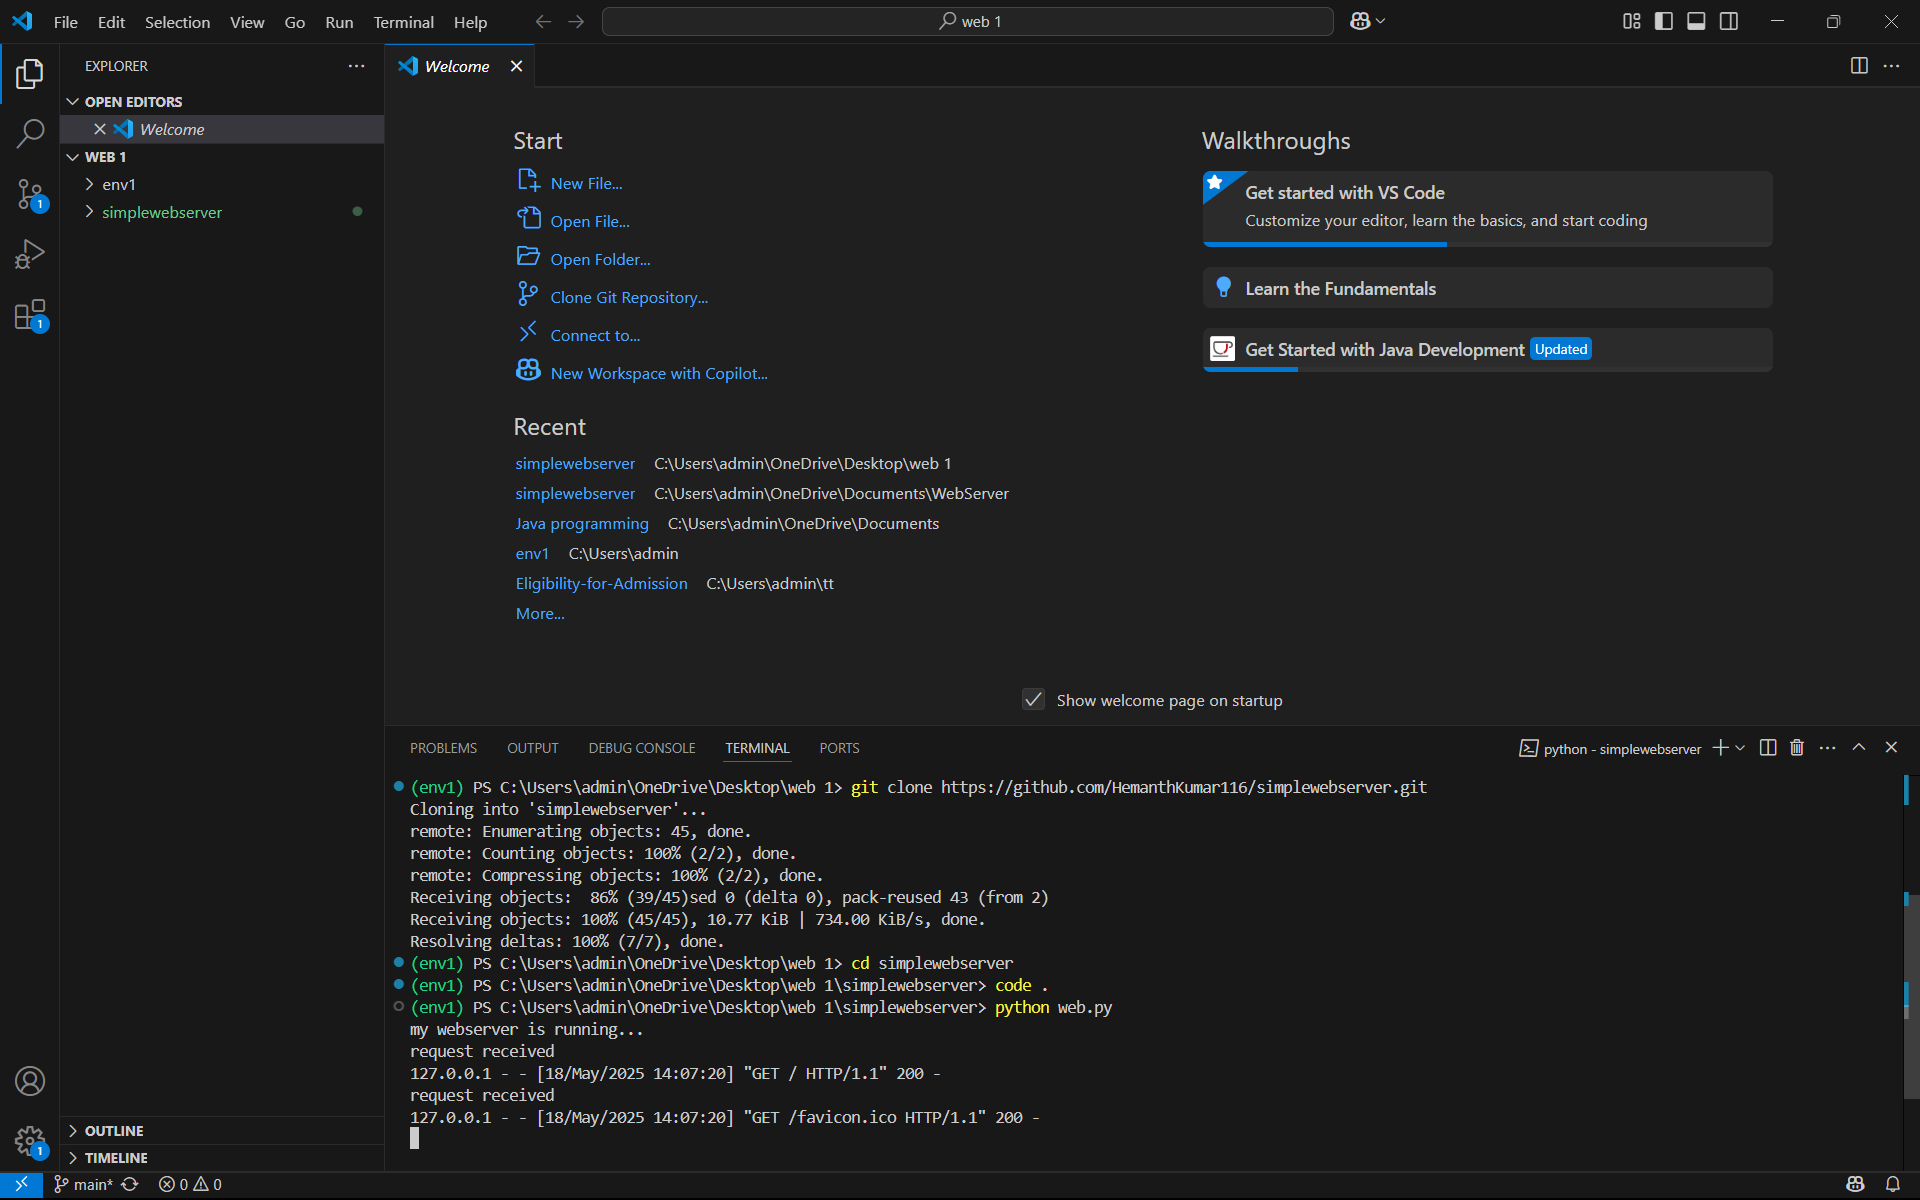 File Edit Selection View Go Run Terminal Help
web 1
EXPLORER
Welcome
OPEN EDITORS
Welcome
WEB 1
env1
simplewebserver
1
1
Start
New File...
Open File...
Open Folder...
Clone Git Repository...
Connect to...
New Workspace with Copilot...
Recent
simplewebserver C:\Users\admin\OneDrive\Desktop\web 1
simplewebserver C:\Users\admin\OneDrive\Documents\WebServer
Java programming C:\Users\admin\OneDrive\Documents
env1 C:\Users\admin
Eligibility-for-Admission C:\Users\admin\tt
More...
Walkthroughs
Get started with VS Code
Customize your editor, learn the basics, and start coding
Learn the Fundamentals
Get Started with Java Development Updated
Show welcome page on startup
PROBLEMS OUTPUT DEBUG CONSOLE TERMINAL PORTS
python - simplewebserver
(env1) PS C:\Users\admin\OneDrive\Desktop\web 1> git clone https://github.com/HemanthKumar116/simplewebserver.git
Cloning into 'simplewebserver'...
remote: Enumerating objects: 45, done.
remote: Counting objects: 100% (2/2), done.
remote: Compressing objects: 100% (2/2), done.
Receiving objects:  86% (39/45)sed 0 (delta 0), pack-reused 43 (from 2)
Receiving objects: 100% (45/45), 10.77 KiB | 734.00 KiB/s, done.
Resolving deltas: 100% (7/7), done.
(env1) PS C:\Users\admin\OneDrive\Desktop\web 1> cd simplewebserver
(env1) PS C:\Users\admin\OneDrive\Desktop\web 1\simplewebserver> code .
(env1) PS C:\Users\admin\OneDrive\Desktop\web 1\simplewebserver> python web.py
my webserver is running...
request received
127.0.0.1 - - [18/May/2025 14:07:20] "GET / HTTP/1.1" 200 -
request received
127.0.0.1 - - [18/May/2025 14:07:20] "GET /favicon.ico HTTP/1.1" 200 -
OUTLINE
TIMELINE
1
main* 0 0